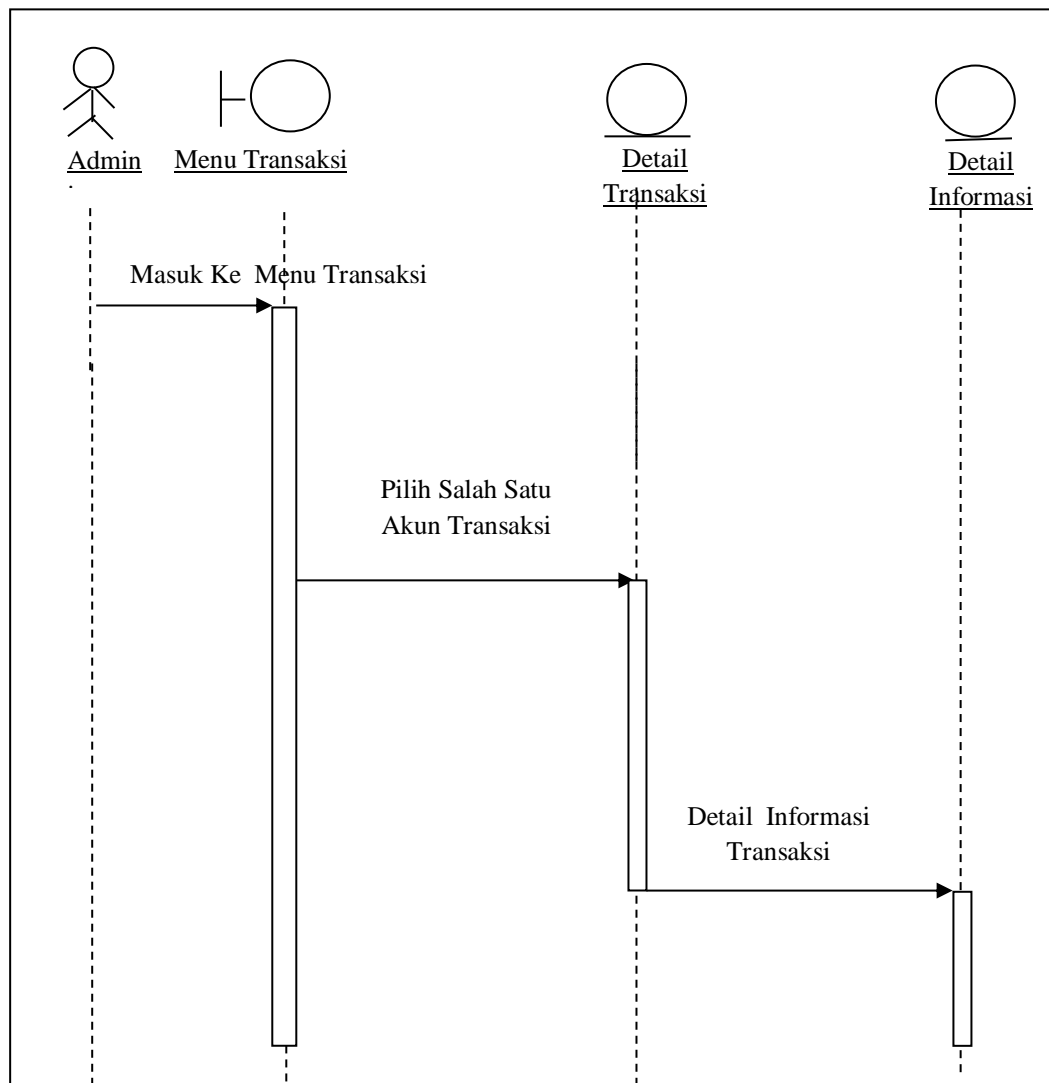 Admin
Menu Transaksi
Detail
Transaksi
Detail
Informasi
Masuk Ke Menu Transaksi
Pilih Salah Satu
Akun Transaksi
Detail Informasi
Transaksi